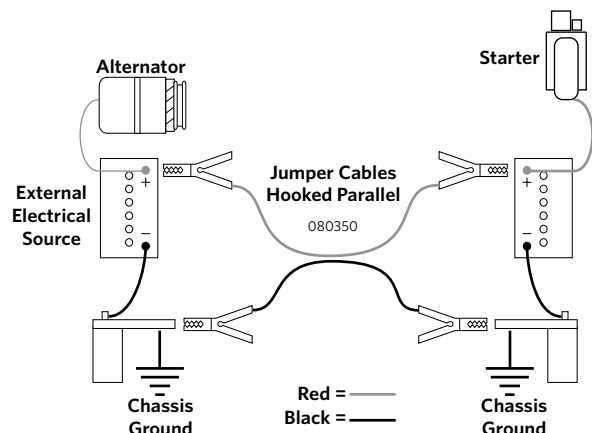 Alternator
Starter
Jumper Cables
Hooked Parallel
080350
External
Electrical
Source
+
−
+
−
Red =
Black =
Chassis
Ground
Chassis
Ground